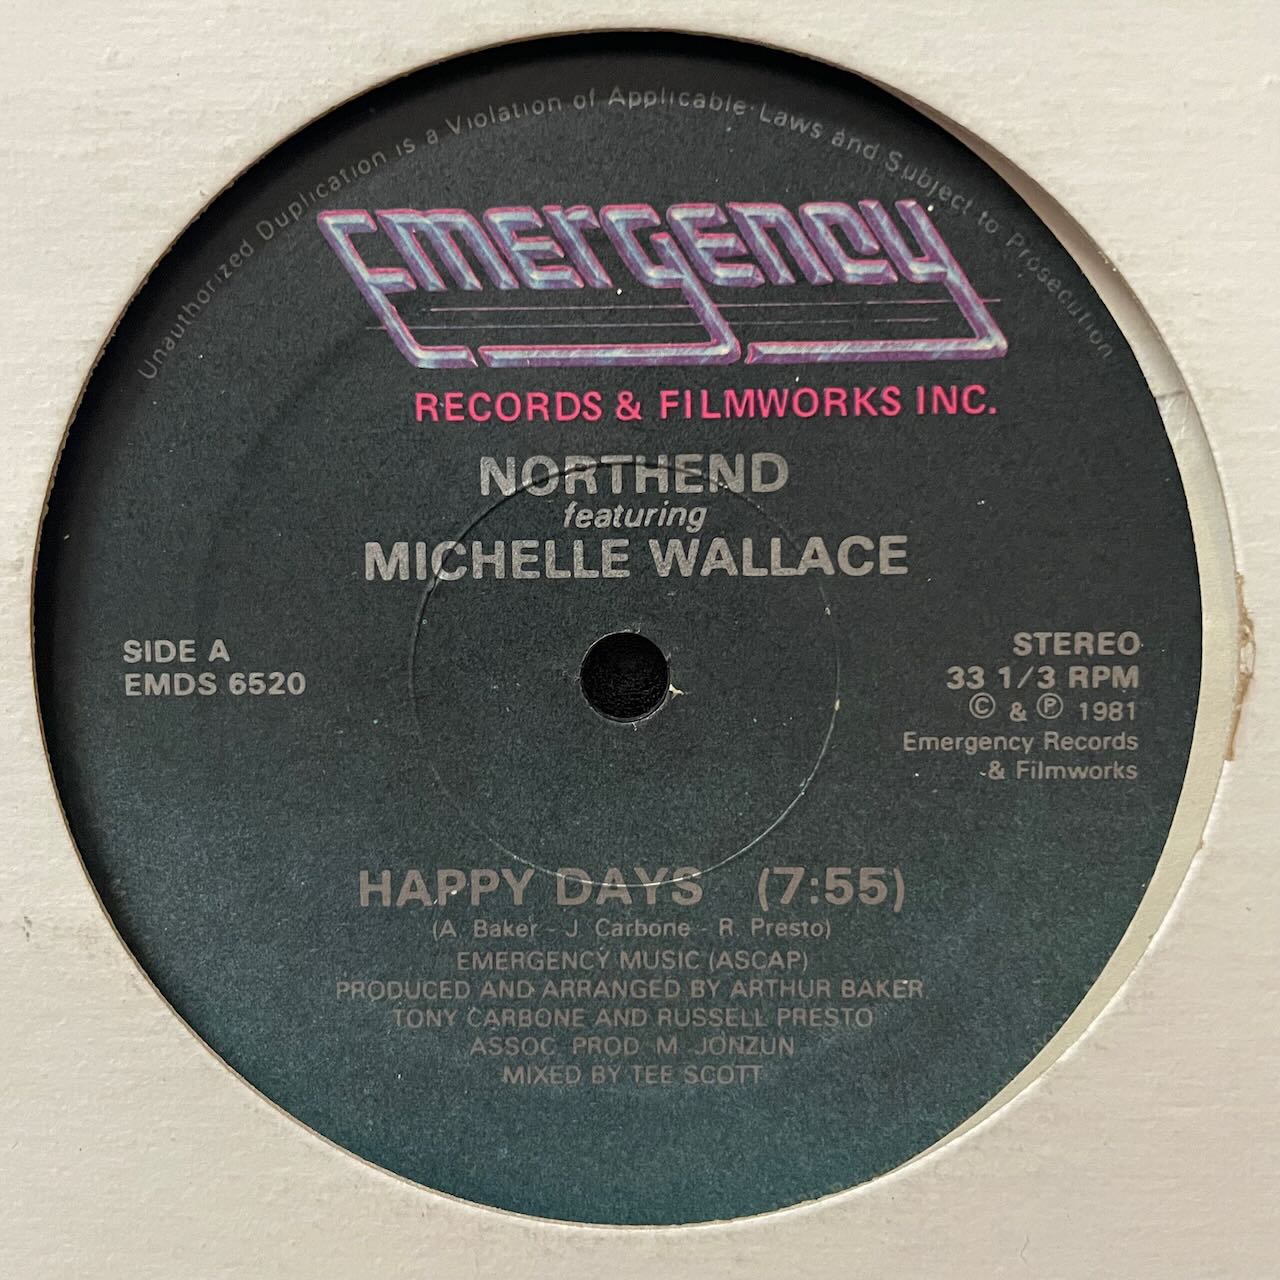 Unauthorized Duplication is a Violation of Applicable Laws and Subject to Prosecution
Emergency
RECORDS & FILMWORKS INC.
NORTHEND
featuring
MICHELLE WALLACE
SIDE A
EMDS 6520
STEREO
33 1/3 RPM
© & ℗ 1981
Emergency Records
& Filmworks
HAPPY DAYS (7:55)
(A. Baker - J. Carbone - R. Presto)
EMERGENCY MUSIC (ASCAP)
PRODUCED AND ARRANGED BY ARTHUR BAKER
TONY CARBONE AND RUSSELL PRESTO
ASSOC. PROD. M. JONZUN
MIXED BY TEE SCOTT